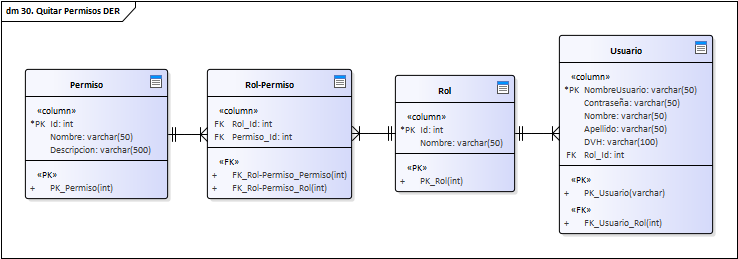 dm 30. Quitar Permisos DER
Permiso
«column»
*PK Id: int
Nombre: varchar(50)
Descripcion: varchar(500)
«PK»
+ PK_Permiso(int)
Rol-Permiso
«column»
FK Rol_Id: int
FK Permiso_Id: int
«FK»
+ FK_Rol-Permiso_Permiso(int)
+ FK_Rol-Permiso_Rol(int)
Rol
«column»
*PK Id: int
Nombre: varchar(50)
«PK»
+ PK_Rol(int)
Usuario
«column»
*PK NombreUsuario: varchar(50)
Contraseña: varchar(50)
Nombre: varchar(50)
Apellido: varchar(50)
DVH: varchar(100)
FK Rol_Id: int
«PK»
+ PK_Usuario(varchar)
«FK»
+ FK_Usuario_Rol(int)